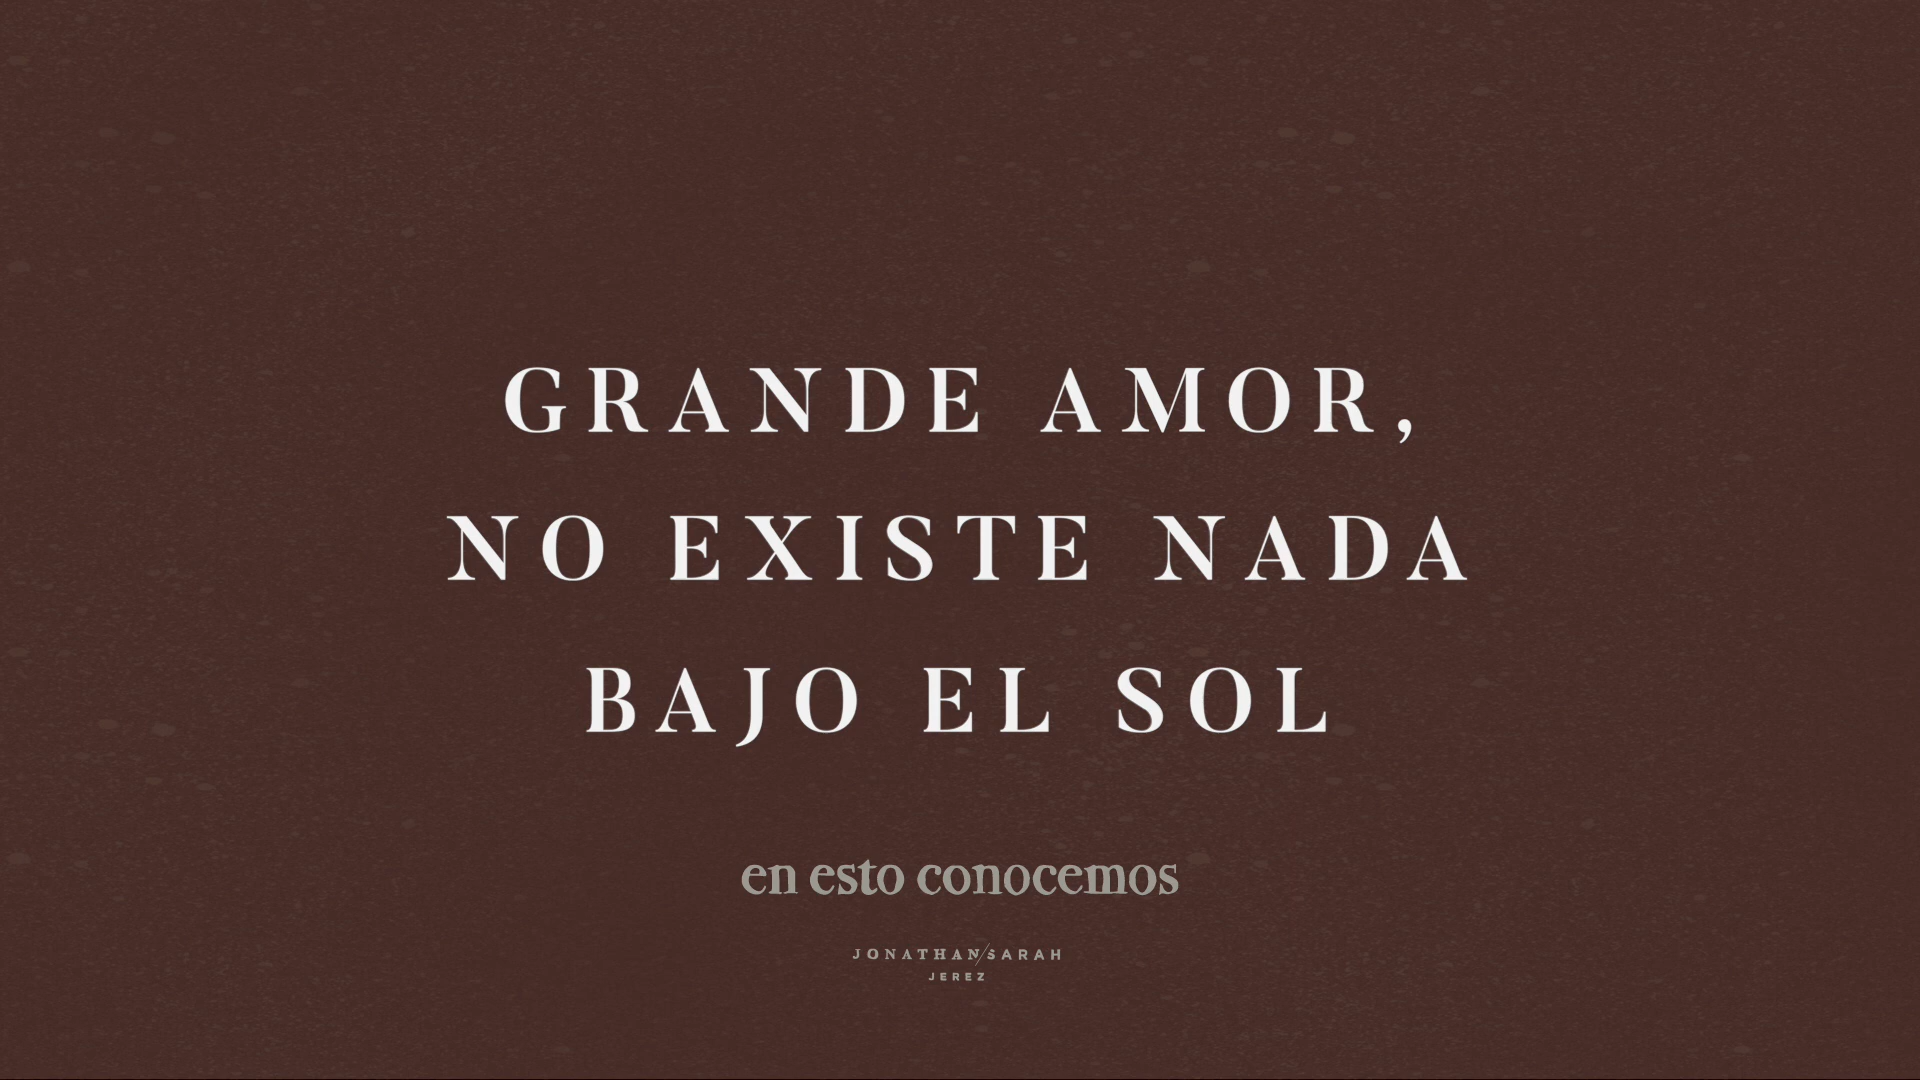 GRANDE AMOR,
NO EXISTE NADA
BAJO EL SOL
en esto conocemos
JONATHAN/SARAH
JEREZ